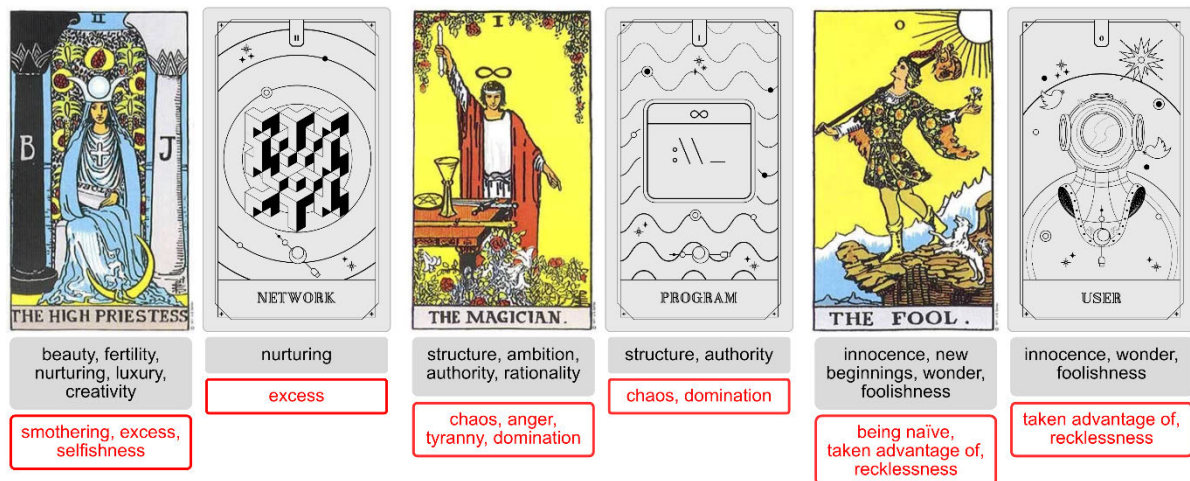 II
B
J
THE HIGH PRIESTESS
II
NETWORK
I
THE MAGICIAN.
I
:\\_
PROGRAM
0
THE FOOL.
0
USER
beauty, fertility,
nurturing, luxury,
creativity
smothering, excess,
selfishness
nurturing
excess
structure, ambition,
authority, rationality
chaos, anger,
tyranny, domination
structure, authority
chaos, domination
innocence, new
beginnings, wonder,
foolishness
being naïve,
taken advantage of,
recklessness
innocence, wonder,
foolishness
taken advantage of,
recklessness